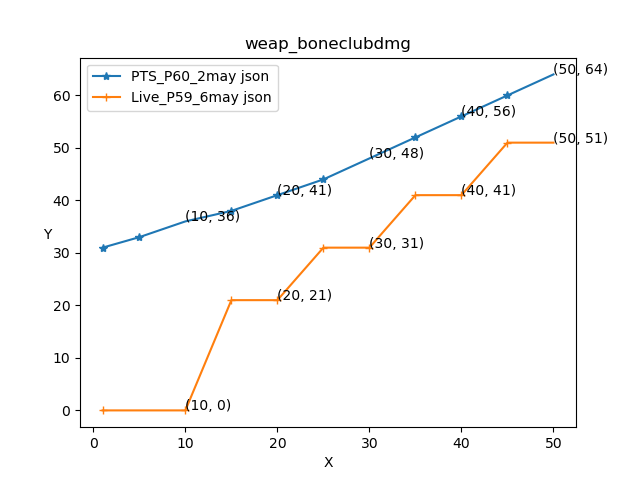 weap_boneclubdmg
PTS_P60_2may json
Live_P59_6may json
(50, 64)
(40, 56)
(50, 51)
(30, 48)
(20, 41)
(40, 41)
(10, 36)
(30, 31)
(20, 21)
(10, 0)
60
50
40
Y
30
20
10
0
0 10 20 30 40 50
X